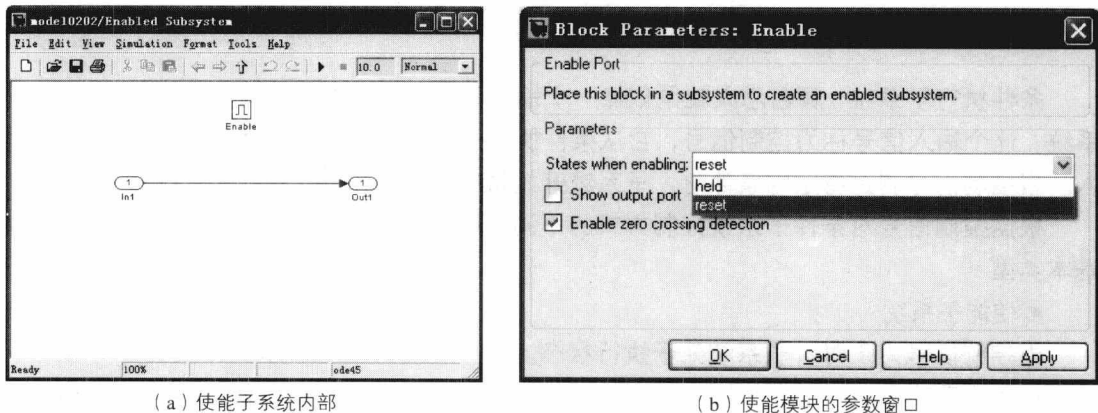 mode10202/Enabled Subsystem
File Edit View Simulation Format Tools Help
10.0 Normal
Enable
1 1
In1 Out1
Ready 100% ode45
(a)使能子系统内部
Block Parameters: Enable
Enable Port
Place this block in a subsystem to create an enabled subsystem.
Parameters
States when enabling: reset
held
Show output port reset
Enable zero crossing detection
OK Cancel Help Apply
(b)使能模块的参数窗口